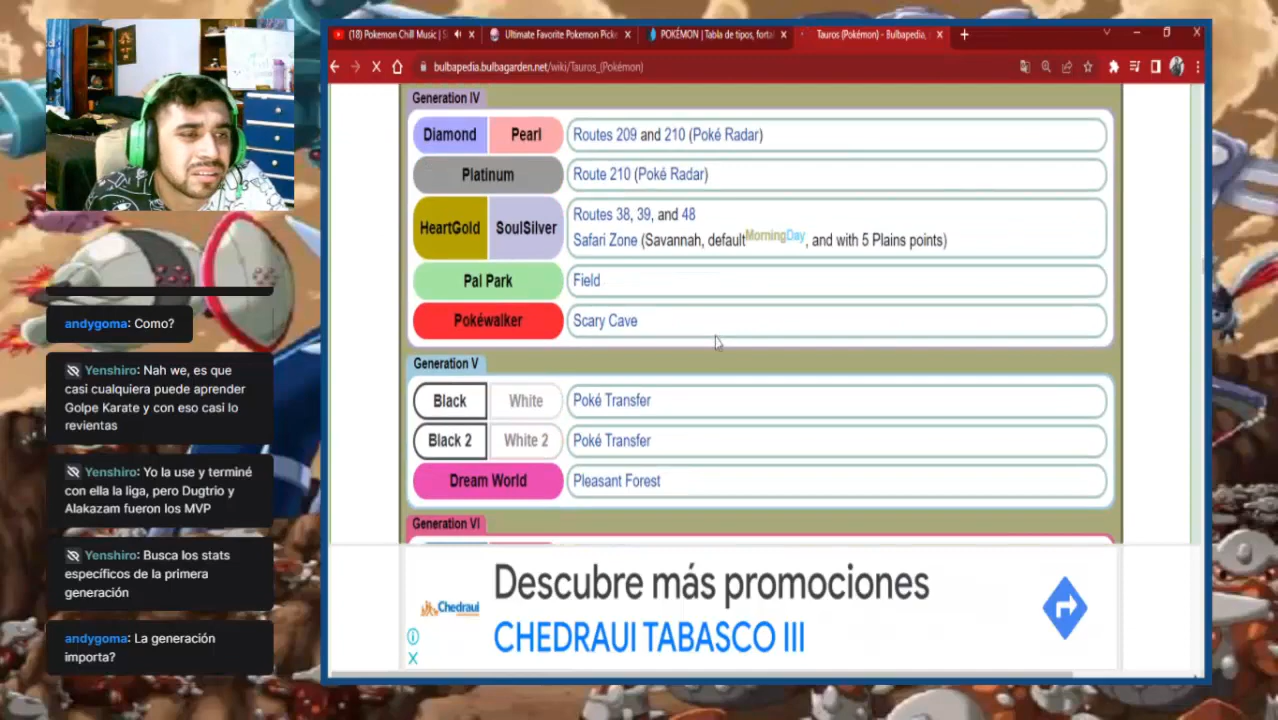 (18) Pokemon Chill Music | S
Ultimate Favorite Pokemon Picke
POKÉMON | Tabla de tipos, fortal
Tauros (Pokémon) - Bulbapedia,
bulbapedia.bulbagarden.net/wiki/Tauros_(Pokémon)
Generation IV
Diamond Pearl Routes 209 and 210 (Poké Radar)
Platinum Route 210 (Poké Radar)
HeartGold SoulSilver Routes 38, 39, and 48
Safari Zone (Savannah, default MorningDay, and with 5 Plains points)
Pal Park Field
Pokéwalker Scary Cave
Generation V
Black White Poké Transfer
Black 2 White 2 Poké Transfer
Dream World Pleasant Forest
Generation VI
Descubre más promociones
Chedraui
CHEDRAUI TABASCO III
andygoma: Como?
Yenshiro: Nah we, es que
casi cualquiera puede aprender
Golpe Karate y con eso casi lo
revientas
Yenshiro: Yo la use y terminé
con ella la liga, pero Dugtrio y
Alakazam fueron los MVP
Yenshiro: Busca los stats
específicos de la primera
generación
andygoma: La generación
importa?